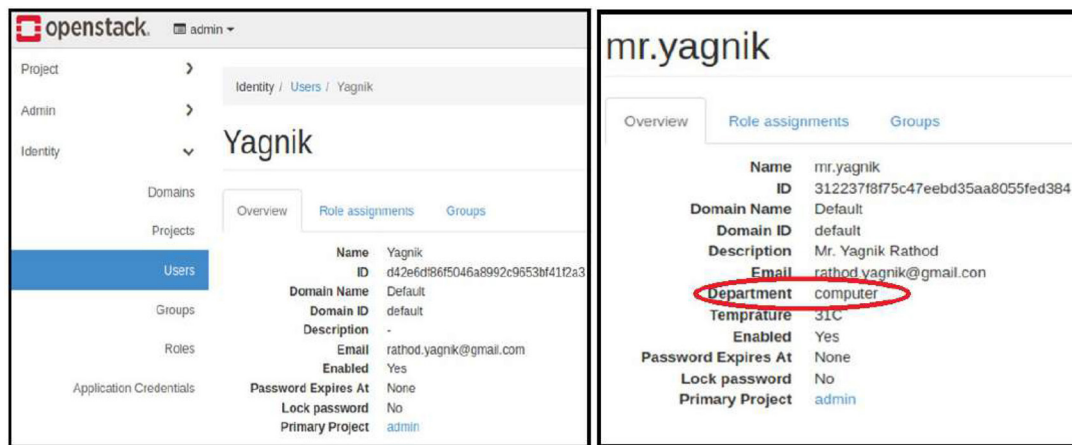 openstack. admin
Project
Admin
Identity
Domains
Projects
Users
Groups
Roles
Application Credentials
Identity / Users / Yagnik
Yagnik
Overview Role assignments Groups
Name Yagnik
ID d42e6df86f5046a8992c9653bf41f2a3
Domain Name Default
Domain ID default
Description -
Email rathod.yagnik@gmail.com
Enabled Yes
Password Expires At None
Lock password No
Primary Project admin
mr.yagnik
Overview Role assignments Groups
Name mr.yagnik
ID 312237f8f75c47eebd35aa8055fed384
Domain Name Default
Domain ID default
Description Mr. Yagnik Rathod
Email rathod.yagnik@gmail.con
Department computer
Temprature 31C
Enabled Yes
Password Expires At None
Lock password No
Primary Project admin